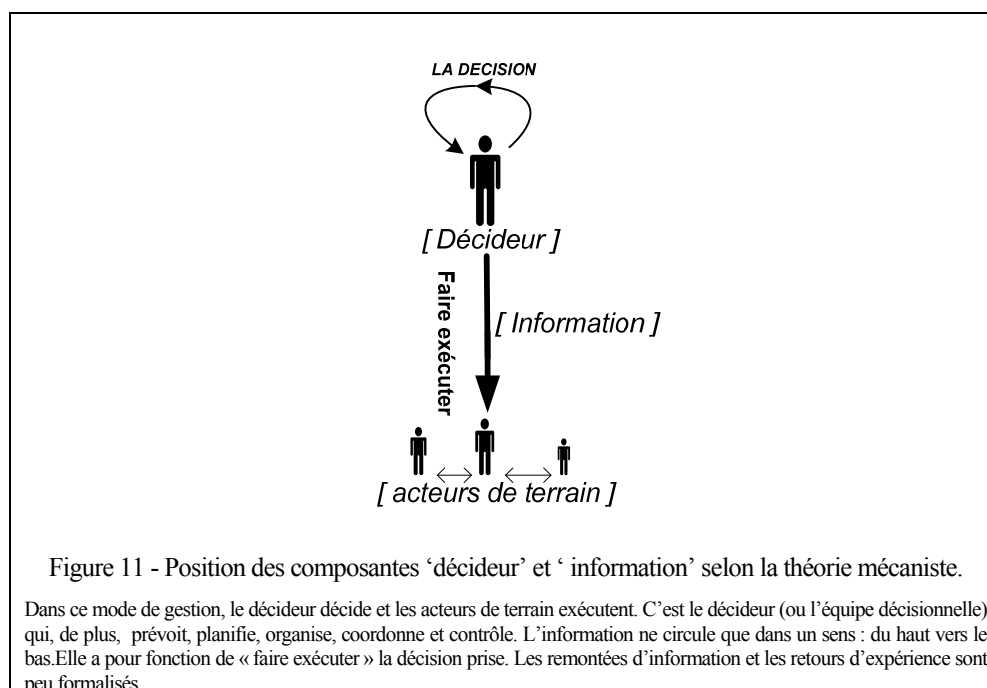 LA DECISION
[ Décideur ]
Faire exécuter
[ Information ]
[ acteurs de terrain ]
Figure 11 - Position des composantes ‘décideur’ et ‘ information’ selon la théorie mécaniste.
Dans ce mode de gestion, le décideur décide et les acteurs de terrain exécutent. C’est le décideur (ou l’équipe décisionnelle)
qui, de plus, prévoit, planifie, organise, coordonne et contrôle. L’information ne circule que dans un sens : du haut vers le
bas.Elle a pour fonction de « faire exécuter » la décision prise. Les remontées d’information et les retours d’expérience sont
peu formalisés